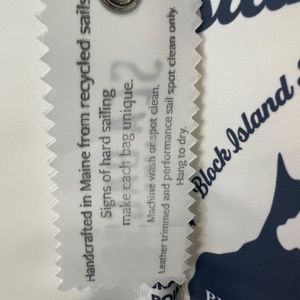 Handcrafted in Maine from recycled sails
Signs of hard sailing
make each bag unique.
Machine wash or spot clean.
Leather trimmed and performance sail spot clean only.
Hang to dry.
Block Island